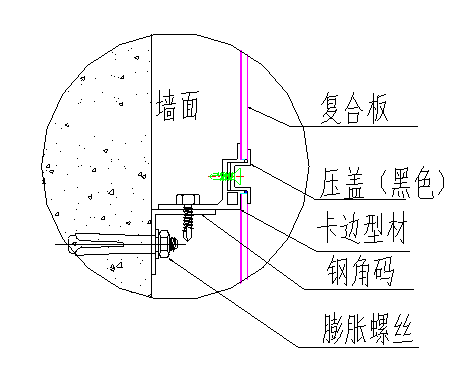 墙面
复合板
压盖（黑色）
卡边型材
钢角码
膨胀螺丝